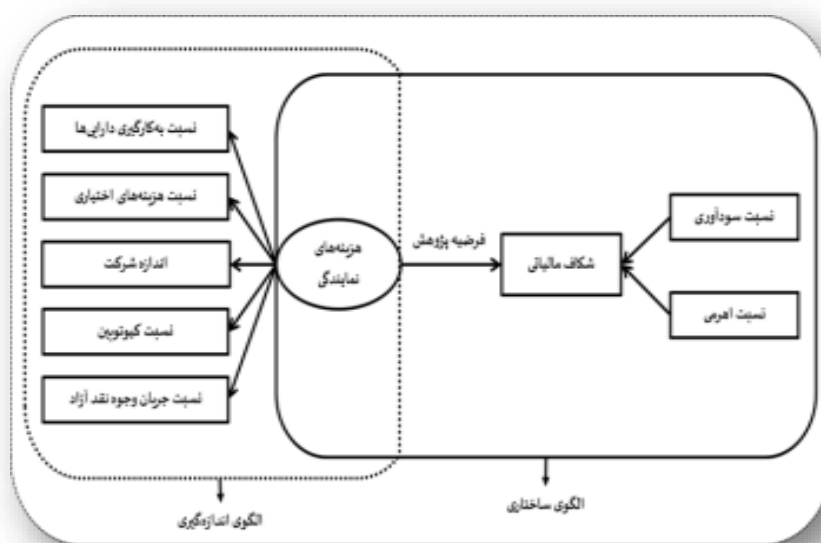 نسبت به‌کارگیری دارایی‌ها
نسبت هزینه‌های اختیاری
اندازه شرکت
نسبت کیوتوبین
نسبت جریان وجوه نقد آزاد
هزینه‌های
نمایندگی
فرضیه پژوهش
شکاف مالیاتی
نسبت سودآوری
نسبت اهرمی
الگوی ساختاری
الگوی اندازه‌گیری